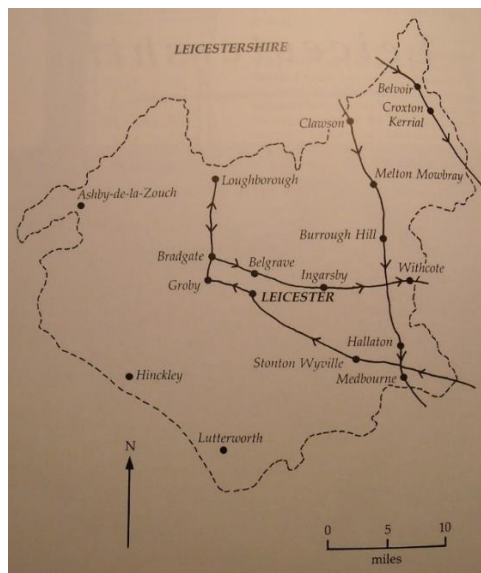 LEICESTERSHIRE
Belvoir
Croxton
Kerrial
Clawson
Loughborough
Melton Mowbray
Ashby-de-la-Zouch
Burrough Hill
Bradgate
Belgrave
Ingarsby
Withcote
Groby
LEICESTER
Hallaton
Stonton Wyville
Medbourne
Hinckley
Lutterworth
N
0 5 10
miles